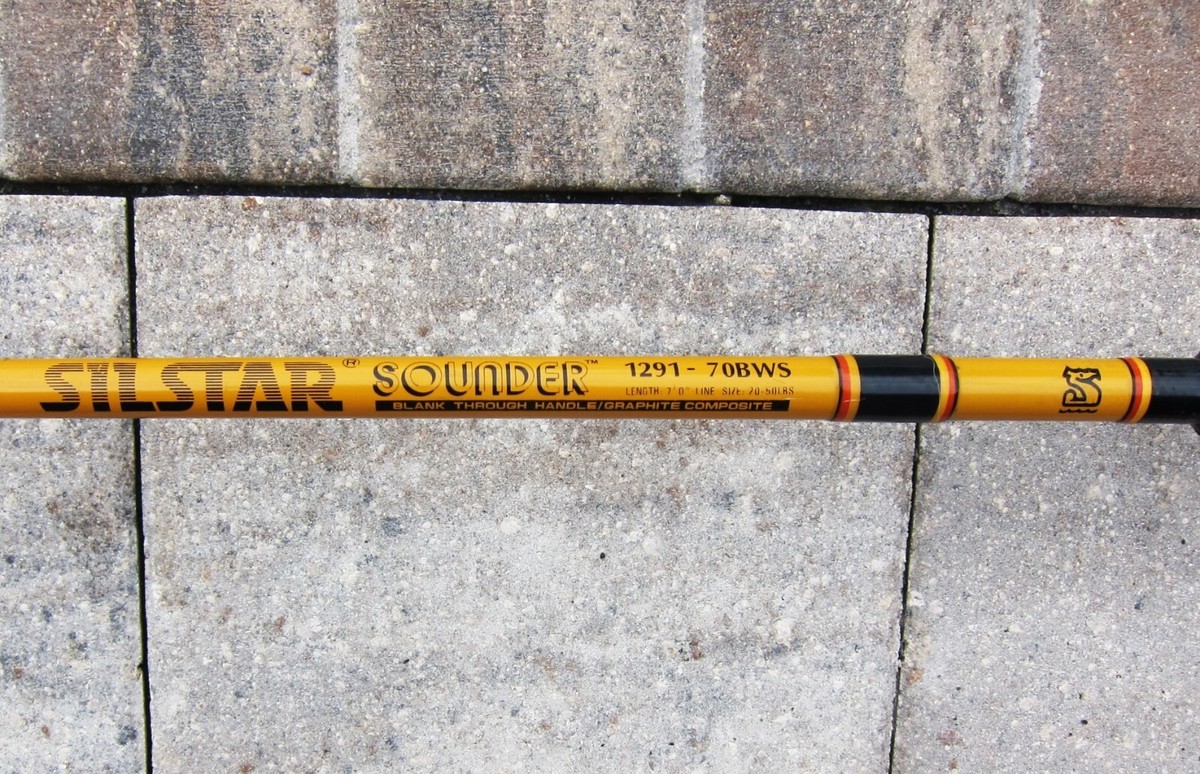 SILSTAR® SOUNDER™ 1291 - 70BWS
LENGTH: 7' 0" LINE SIZE: 20-50LBS
BLANK THROUGH HANDLE/GRAPHITE COMPOSITE